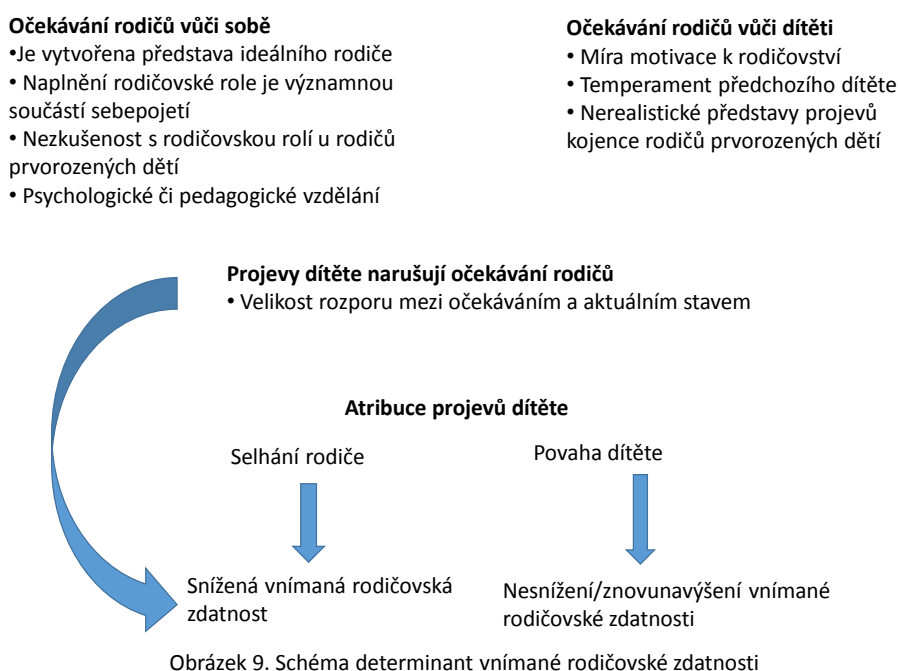 Očekávání rodičů vůči sobě
•Je vytvořena představa ideálního rodiče
• Naplnění rodičovské role je významnou
součástí sebepojetí
• Nezkušenost s rodičovskou rolí u rodičů
prvorozených dětí
• Psychologické či pedagogické vzdělání
Očekávání rodičů vůči dítěti
• Míra motivace k rodičovství
• Temperament předchozího dítěte
• Nerealistické představy projevů
kojence rodičů prvorozených dětí
Projevy dítěte narušují očekávání rodičů
• Velikost rozporu mezi očekáváním a aktuálním stavem
Atribuce projevů dítěte
Selhání rodiče
Povaha dítěte
Snížená vnímaná rodičovská
zdatnost
Nesnížení/znovunavýšení vnímané
rodičovské zdatnosti
Obrázek 9. Schéma determinant vnímané rodičovské zdatnosti